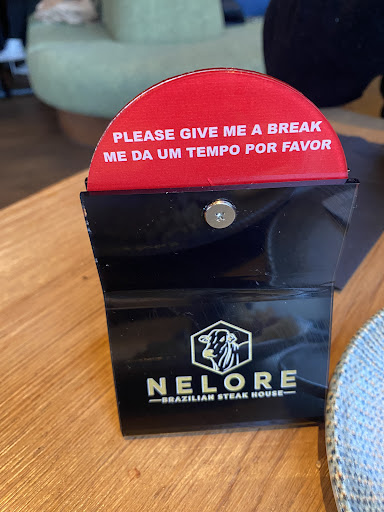 PLEASE GIVE ME A BREAK
ME DA UM TEMPO POR FAVOR
NELORE
BRAZILIAN STEAK HOUSE